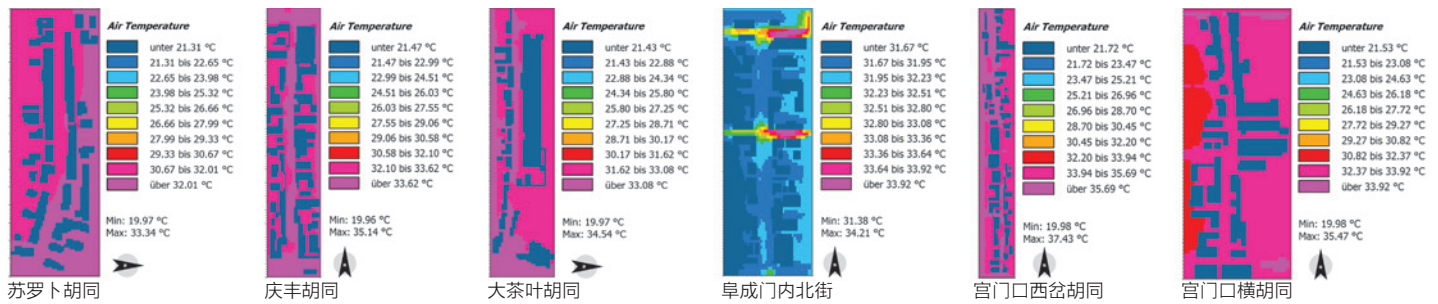 Air Temperature
unter 21.31 °C
21.31 bis 22.65 °C
22.65 bis 23.98 °C
23.98 bis 25.32 °C
25.32 bis 26.66 °C
26.66 bis 27.99 °C
27.99 bis 29.33 °C
29.33 bis 30.67 °C
30.67 bis 32.01 °C
über 32.01 °C
Min: 19.97 °C
Max: 33.34 °C
苏罗卜胡同
Air Temperature
unter 21.47 °C
21.47 bis 22.99 °C
22.99 bis 24.51 °C
24.51 bis 26.03 °C
26.03 bis 27.55 °C
27.55 bis 29.06 °C
29.06 bis 30.58 °C
30.58 bis 32.10 °C
32.10 bis 33.62 °C
über 33.62 °C
Min: 19.96 °C
Max: 35.14 °C
庆丰胡同
Air Temperature
unter 21.43 °C
21.43 bis 22.88 °C
22.88 bis 24.34 °C
24.34 bis 25.80 °C
25.80 bis 27.25 °C
27.25 bis 28.71 °C
28.71 bis 30.17 °C
30.17 bis 31.62 °C
31.62 bis 33.08 °C
über 33.08 °C
Min: 19.97 °C
Max: 34.54 °C
大茶叶胡同
Air Temperature
unter 31.67 °C
31.67 bis 31.95 °C
31.95 bis 32.23 °C
32.23 bis 32.51 °C
32.51 bis 32.80 °C
32.80 bis 33.08 °C
33.08 bis 33.36 °C
33.36 bis 33.64 °C
33.64 bis 33.92 °C
über 33.92 °C
Min: 31.38 °C
Max: 34.21 °C
阜成门内北街
Air Temperature
unter 21.72 °C
21.72 bis 23.47 °C
23.47 bis 25.21 °C
25.21 bis 26.96 °C
26.96 bis 28.70 °C
28.70 bis 30.45 °C
30.45 bis 32.20 °C
32.20 bis 33.94 °C
33.94 bis 35.69 °C
über 35.69 °C
Min: 19.98 °C
Max: 37.43 °C
宫门口西岔胡同
Air Temperature
unter 21.53 °C
21.53 bis 23.08 °C
23.08 bis 24.63 °C
24.63 bis 26.18 °C
26.18 bis 27.72 °C
27.72 bis 29.27 °C
29.27 bis 30.82 °C
30.82 bis 32.37 °C
32.37 bis 33.92 °C
über 33.92 °C
Min: 19.98 °C
Max: 35.47 °C
宫门口横胡同